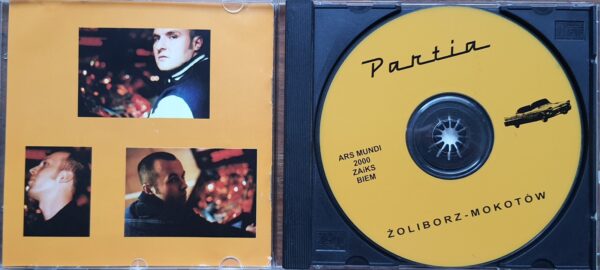 Partia
ARS MUNDI
2000
ZAiKS
BIEM
ŻOLIBORZ-MOKOTÓW